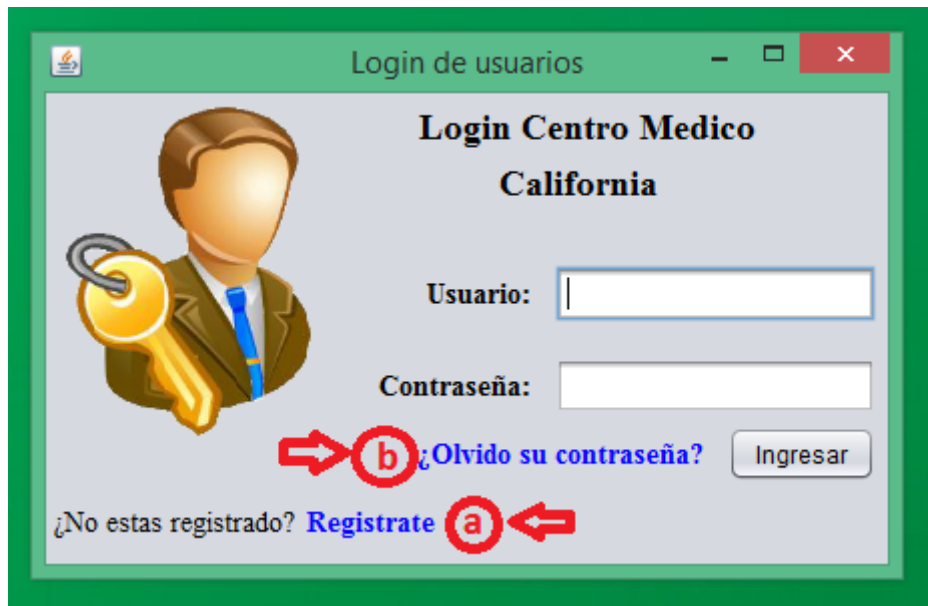 Login de usuarios
Login Centro Medico
California
Usuario:
Contraseña:
b ¿Olvido su contraseña? Ingresar
¿No estas registrado? Registrate a